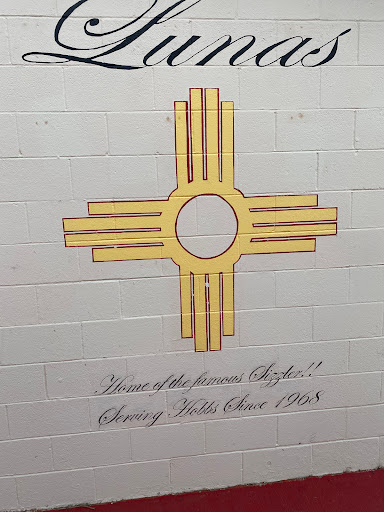 Lunas
Home of the famous Sizzler!!
Serving Hobbs Since 1968